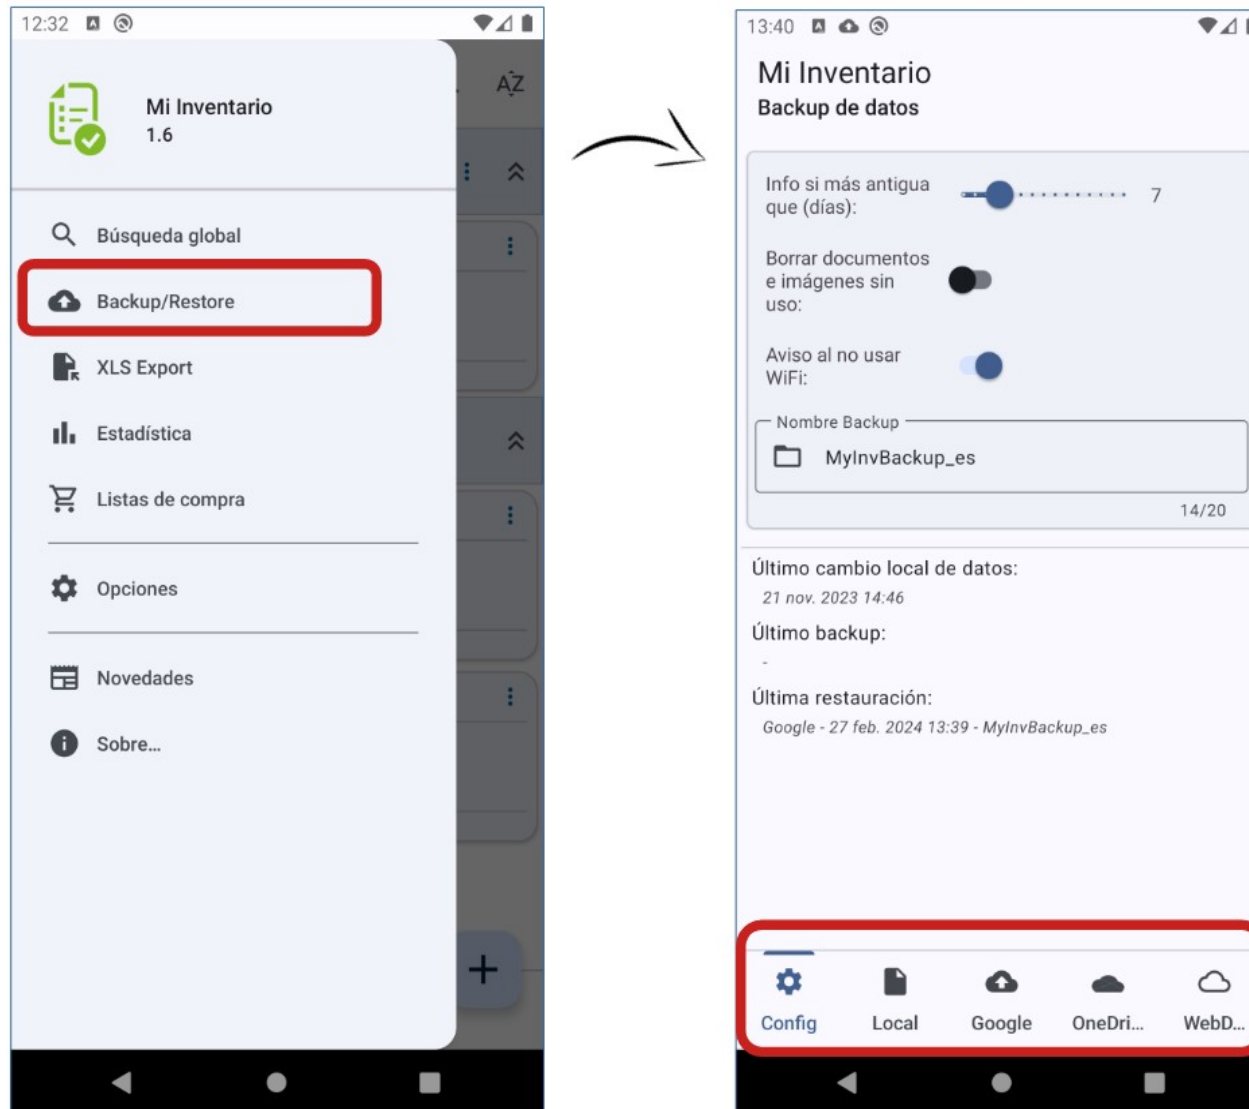 12:32
Mi Inventario
1.6
AZ
Búsqueda global
Backup/Restore
XLS Export
Estadística
Listas de compra
Opciones
Novedades
Sobre...
13:40
Mi Inventario
Backup de datos
Info si más antigua
que (días):
7
Borrar documentos
e imágenes sin
uso:
Aviso al no usar
WiFi:
Nombre Backup
MyInvBackup_es
14/20
Último cambio local de datos:
21 nov. 2023 14:46
Último backup:
-
Última restauración:
Google - 27 feb. 2024 13:39 - MyInvBackup_es
Config Local Google OneDri... WebD...